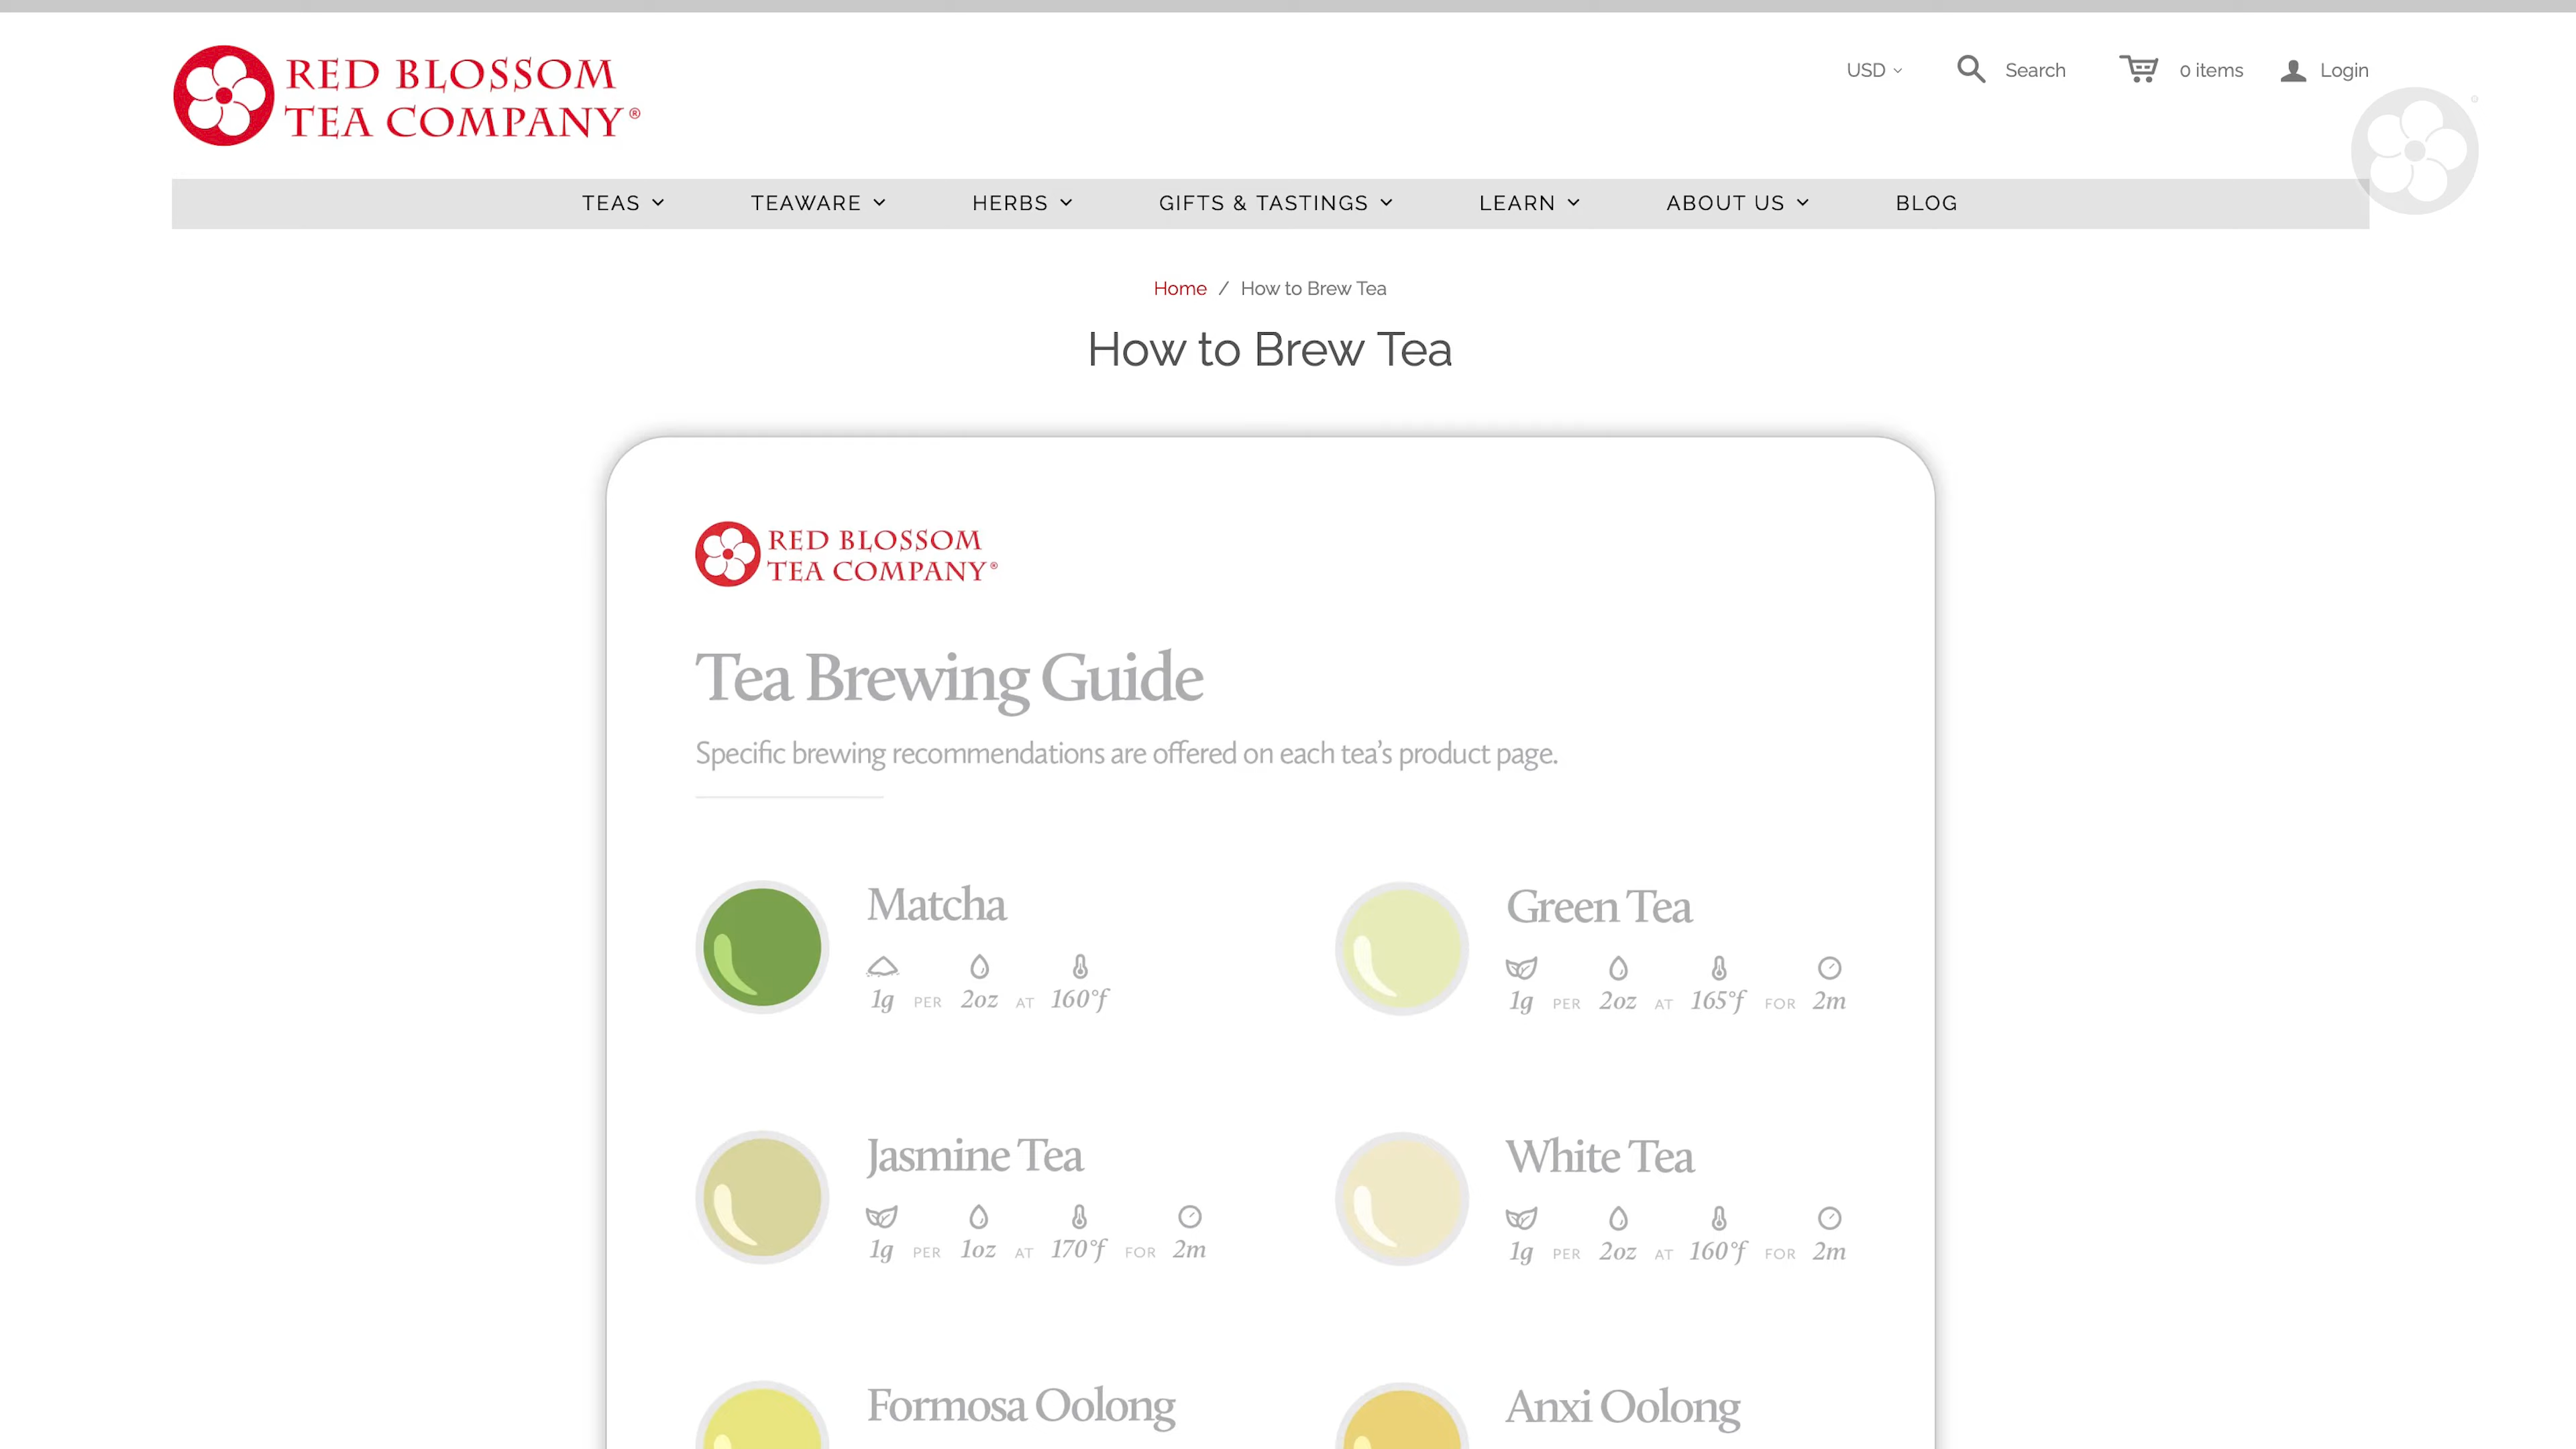 RED BLOSSOM
TEA COMPANY®
USD
Search
0 items
Login
TEAS
TEAWARE
HERBS
GIFTS & TASTINGS
LEARN
ABOUT US
BLOG
Home / How to Brew Tea
How to Brew Tea
RED BLOSSOM
TEA COMPANY®
Tea Brewing Guide
Specific brewing recommendations are offered on each tea's product page.
Matcha
1g PER 2oz AT 160°f
Green Tea
1g PER 2oz AT 165°f FOR 2m
Jasmine Tea
1g PER 1oz AT 170°f FOR 2m
White Tea
1g PER 2oz AT 160°f FOR 2m
Formosa Oolong
Anxi Oolong